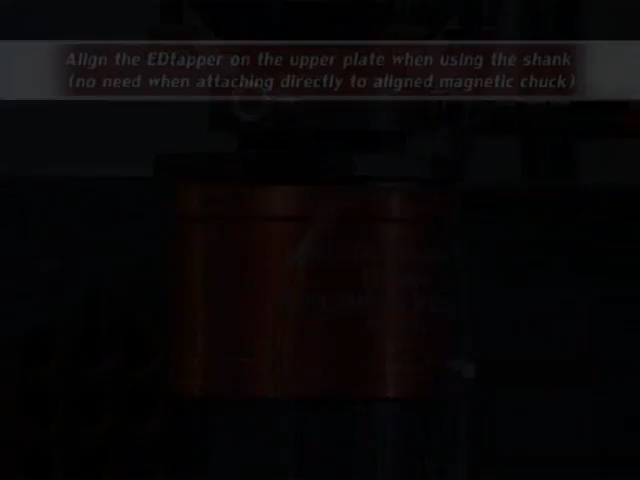 Align the EDtapper on the upper plate when using the shank
(no need when attaching directly to aligned magnetic chuck)